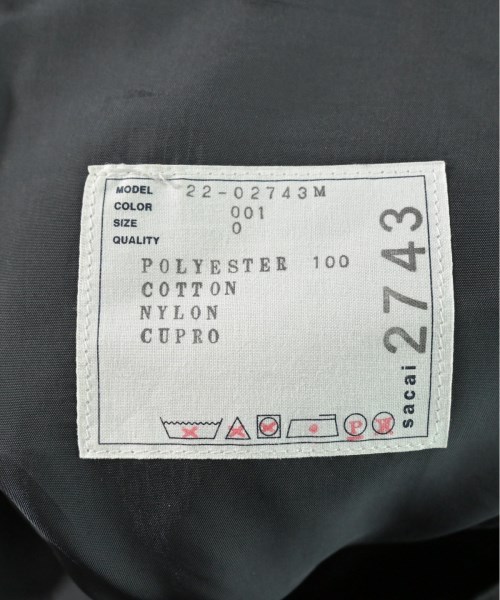 MODEL 22-02743M
COLOR 001
SIZE 0
QUALITY
POLYESTER 100
COTTON
NYLON
CUPRO
P
W
sacai 2743